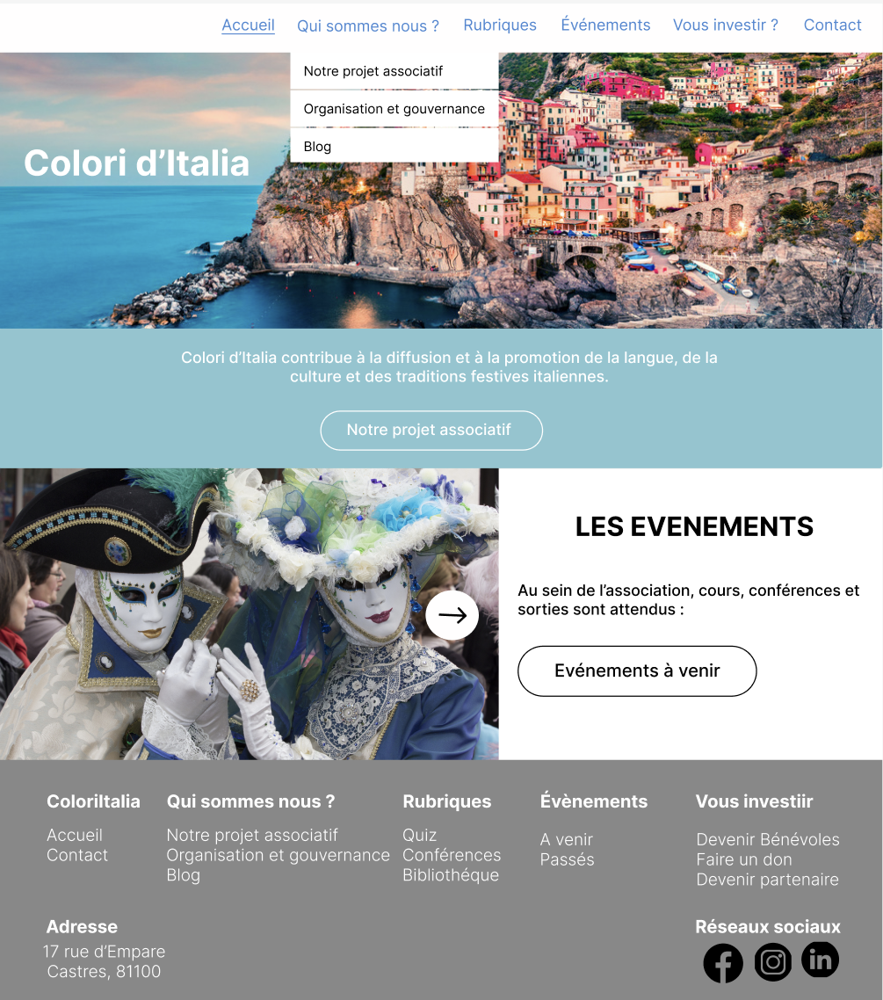 Accueil
Qui sommes nous ?
Rubriques
Événements
Vous investir ?
Contact
Notre projet associatif
Organisation et gouvernance
Blog
Colori d’Italia
Colori d’Italia contribue à la diffusion et à la promotion de la langue, de la
culture et des traditions festives italiennes.
Notre projet associatif
LES EVENEMENTS
Au sein de l’association, cours, conférences et
sorties sont attendus :
Evénements à venir
ColoriItalia
Accueil
Contact
Qui sommes nous ?
Notre projet associatif
Organisation et gouvernance
Blog
Rubriques
Quiz
Conférences
Bibliothéque
Évènements
A venir
Passés
Vous investiir
Devenir Bénévoles
Faire un don
Devenir partenaire
Adresse
17 rue d’Empare
Castres, 81100
Réseaux sociaux